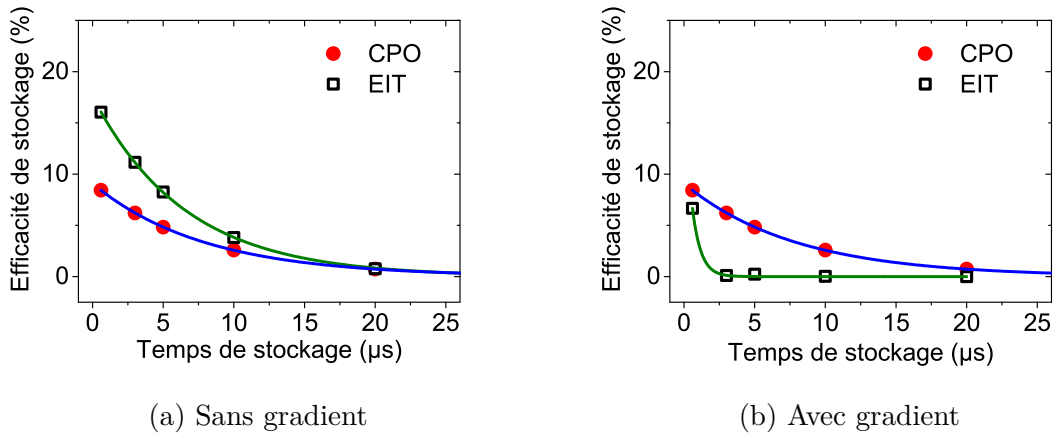 Efficacité de stockage (%)
20
10
0
CPO
EIT
0 5 10 15 20 25
Temps de stockage (µs)
(a) Sans gradient
Efficacité de stockage (%)
20
10
0
CPO
EIT
0 5 10 15 20 25
Temps de stockage (µs)
(b) Avec gradient